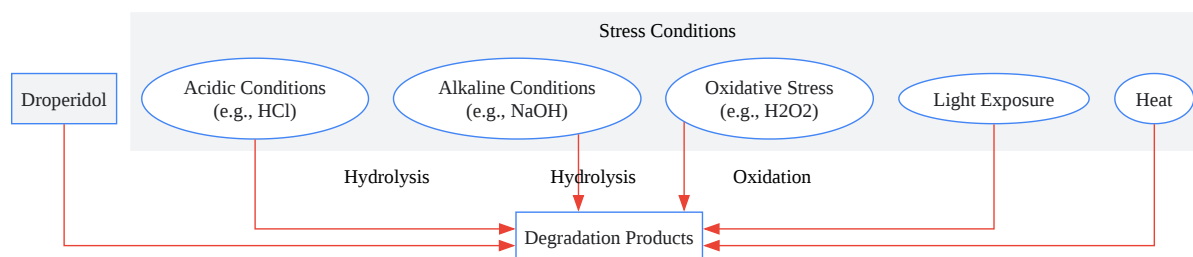 Stress Conditions
Droperidol
Acidic Conditions
(e.g., HCl)
Alkaline Conditions
(e.g., NaOH)
Oxidative Stress
(e.g., H2O2)
Light Exposure
Heat
Hydrolysis
Hydrolysis
Oxidation
Degradation Products